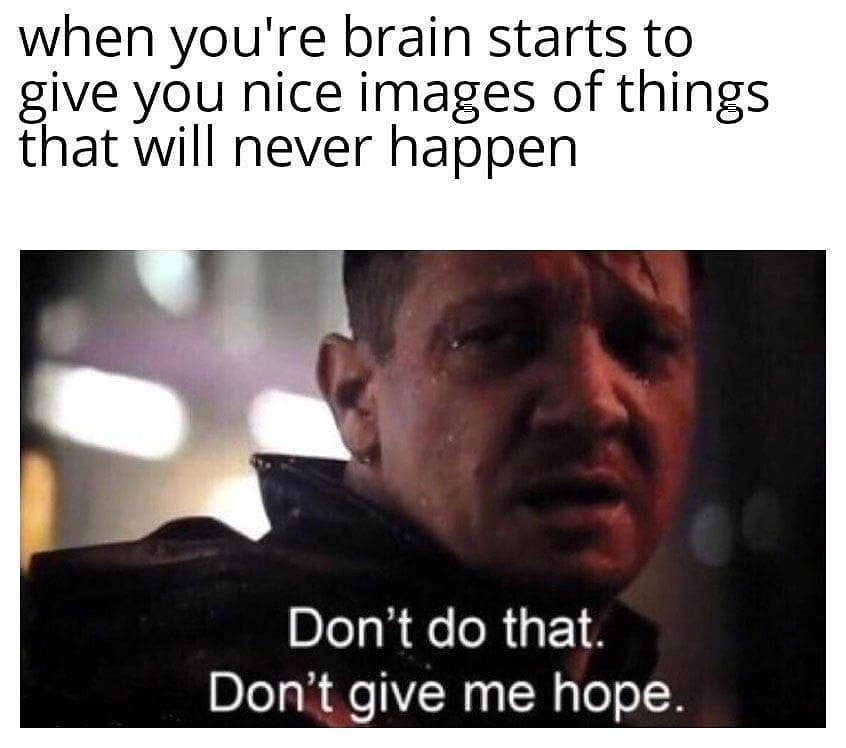 when you're brain starts to
give you nice images of things
that will never happen
Don't do that.
Don't give me hope.